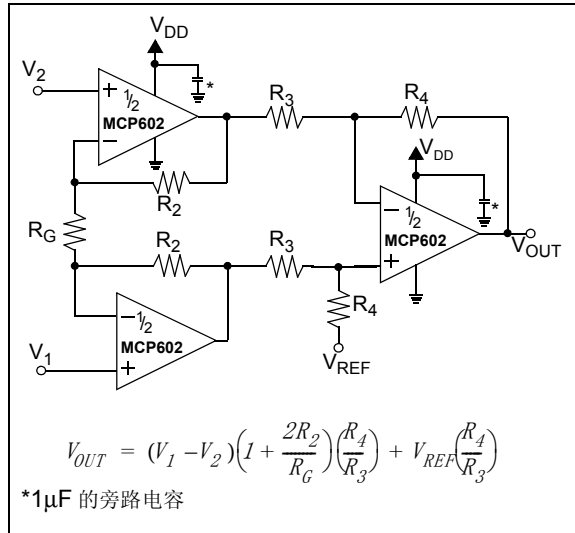 V_DD
V_2
*
+
1/2
MCP602
−
R_3
R_4
R_2
V_DD
*
R_G
R_2
R_3
−
1/2
MCP602
+
V_OUT
R_4
V_REF
−
1/2
MCP602
+
V_1
V_OUT = (V_1 − V_2)(1 + 2R_2/R_G)(R_4/R_3) + V_REF(R_4/R_3)
*1μF 的旁路电容